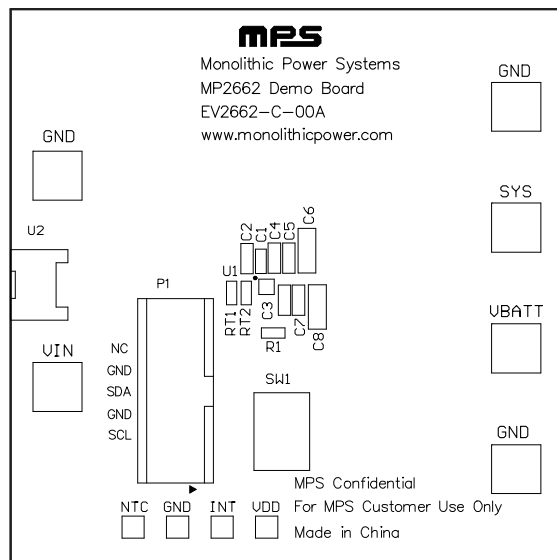 MPS
Monolithic Power Systems
MP2662 Demo Board
EV2662-C-00A
www.monolithicpower.com
GND
GND
SYS
U2
C2
C1
C4
C5
C6
U1
P1
RT1
RT2
C3
C7
C8
R1
VIN
VBATT
NC
GND
SDA
GND
SCL
SW1
GND
MPS Confidential
For MPS Customer Use Only
Made in China
NTC GND INT VDD